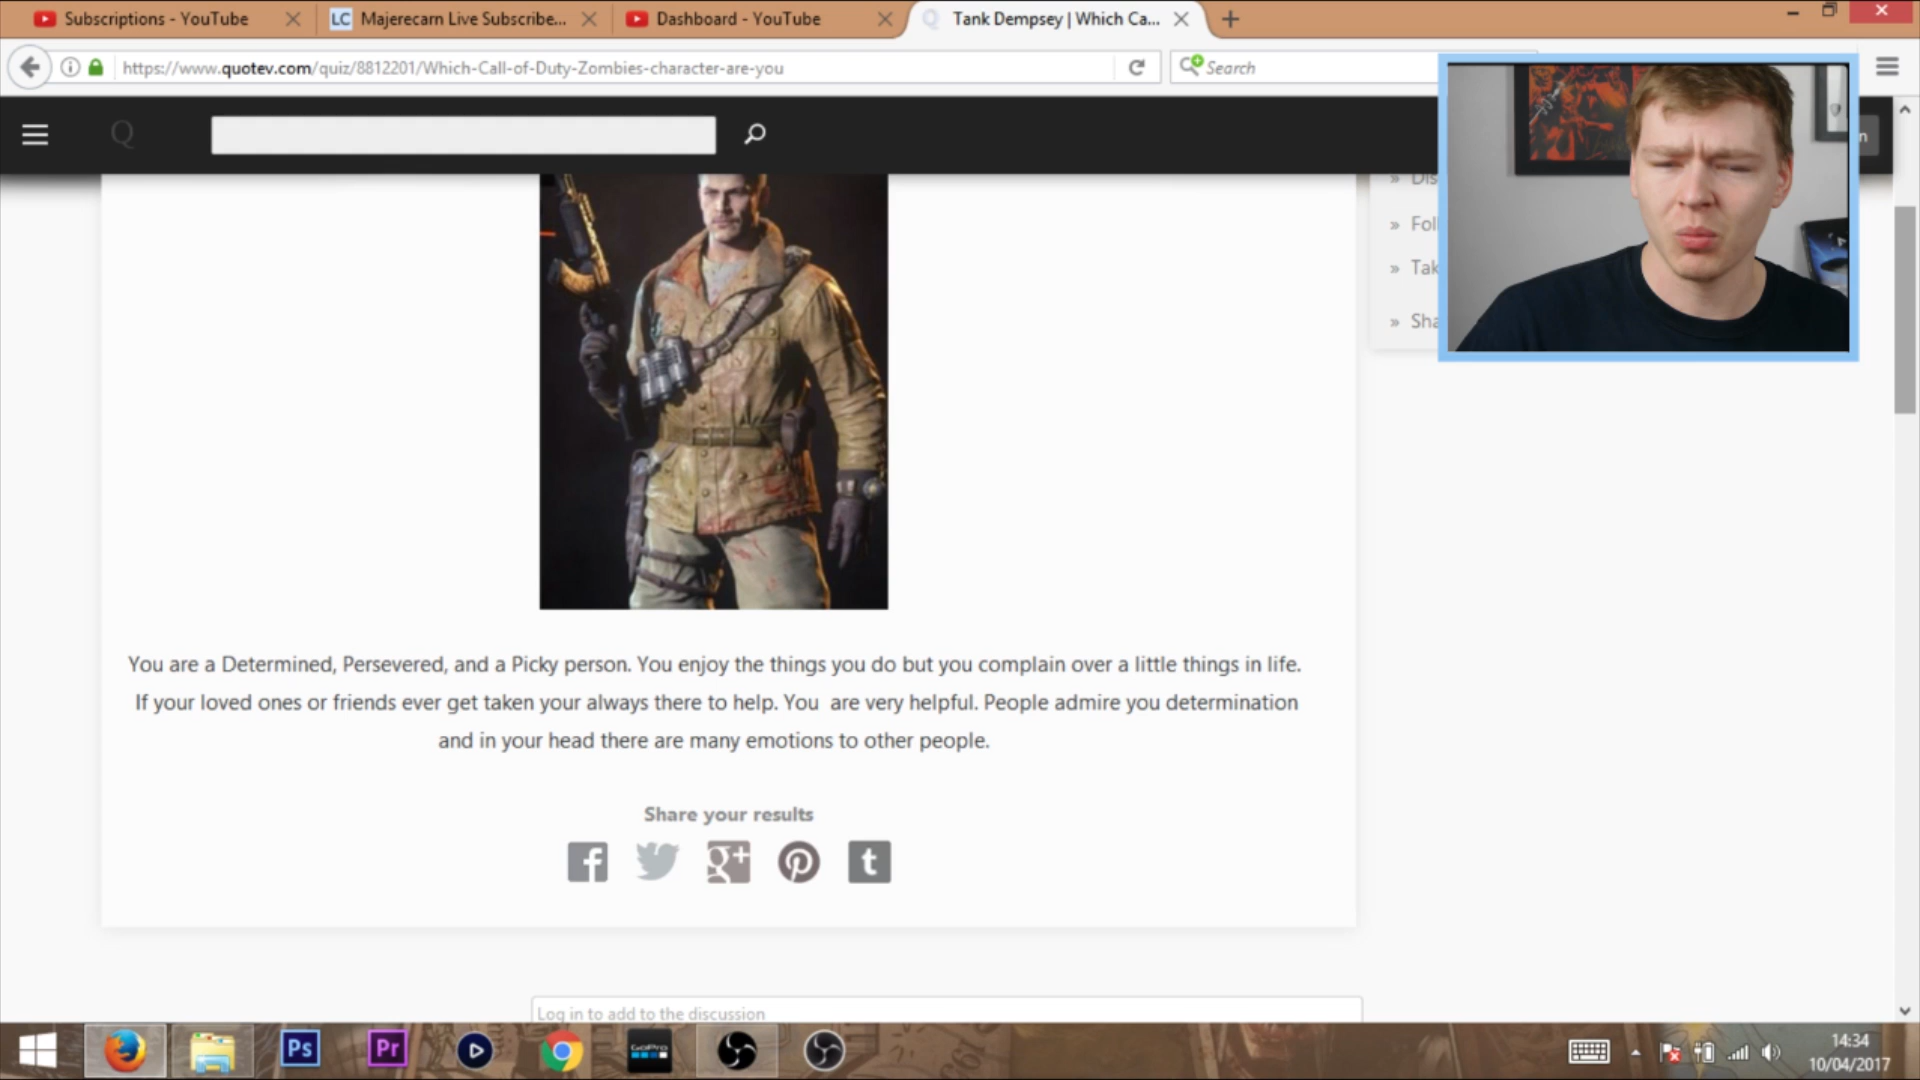 Subscriptions - YouTube
LC Majerecarn Live Subscribe...
Dashboard - YouTube
Tank Dempsey | Which Ca...
https://www.quotev.com/quiz/8812201/Which-Call-of-Duty-Zombies-character-are-you
Search
Q
n
» Dis
» Fol
» Tak
» Sha
You are a Determined, Persevered, and a Picky person. You enjoy the things you do but you complain over a little things in life.
If your loved ones or friends ever get taken your always there to help. You  are very helpful. People admire you determination
and in your head there are many emotions to other people.
Share your results
f
g+
t
Log in to add to the discussion
Ps
Pr
GoPro
14:34
10/04/2017